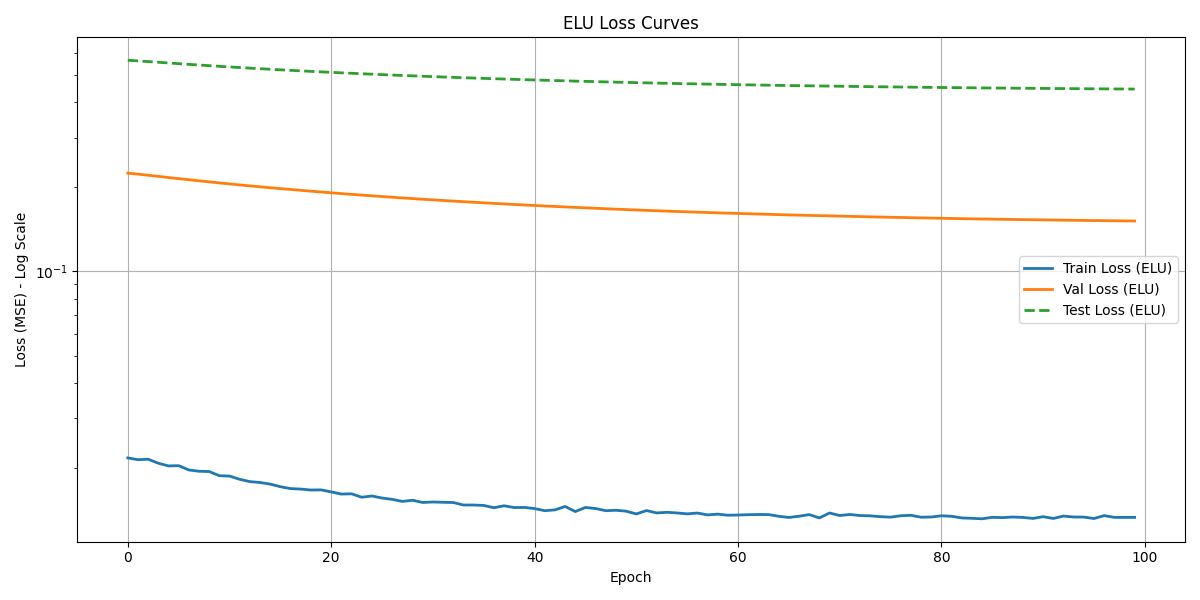 ELU Loss Curves
Loss (MSE) - Log Scale
10⁻¹
Train Loss (ELU)
Val Loss (ELU)
Test Loss (ELU)
0 20 40 60 80 100
Epoch